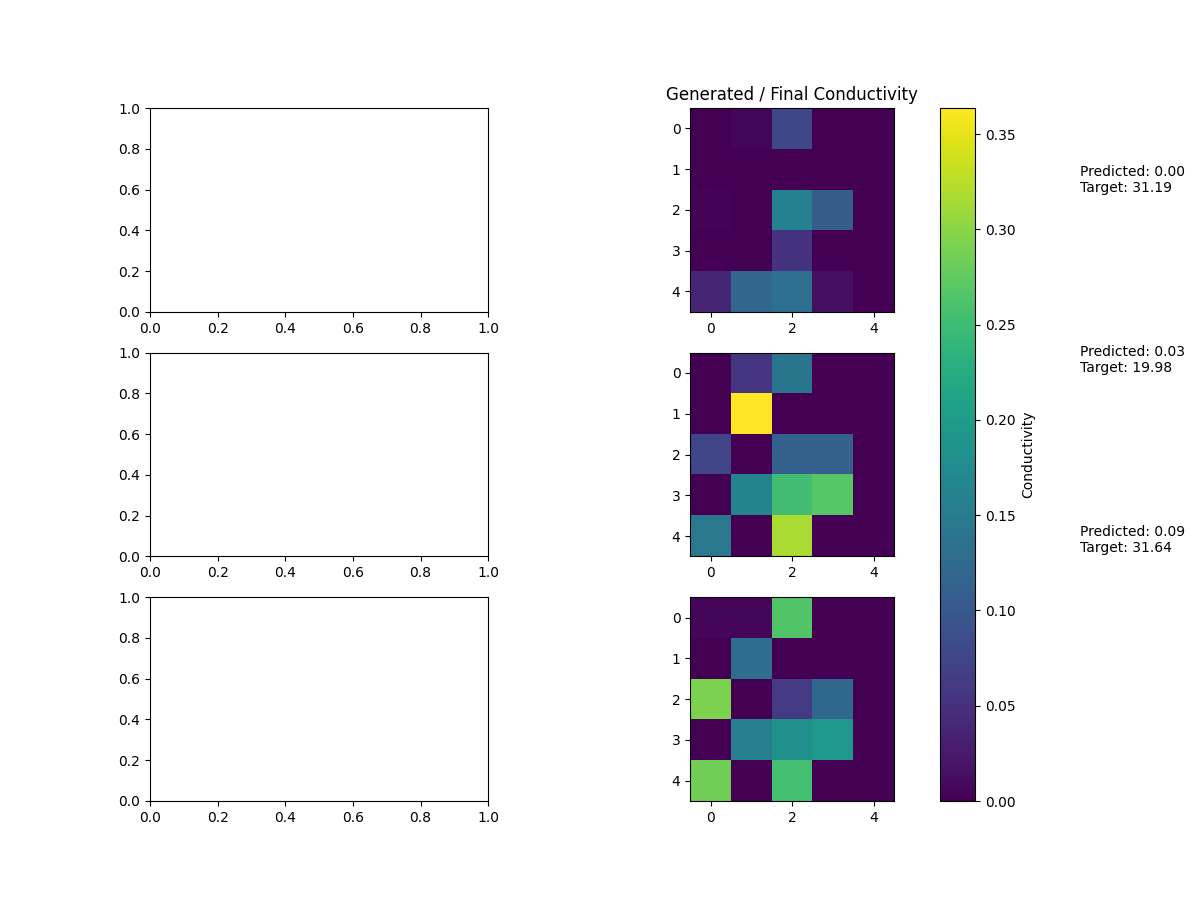 Generated / Final Conductivity
1.0
0.8
0.6
0.4
0.2
0.0
0.0 0.2 0.4 0.6 0.8 1.0
0
1
2
3
4
0 2 4
1.0
0.8
0.6
0.4
0.2
0.0
0.0 0.2 0.4 0.6 0.8 1.0
0
1
2
3
4
0 2 4
1.0
0.8
0.6
0.4
0.2
0.0
0.0 0.2 0.4 0.6 0.8 1.0
0
1
2
3
4
0 2 4
0.35
0.30
0.25
0.20
0.15
0.10
0.05
0.00
Conductivity
Predicted: 0.00
Target: 31.19
Predicted: 0.03
Target: 19.98
Predicted: 0.09
Target: 31.64